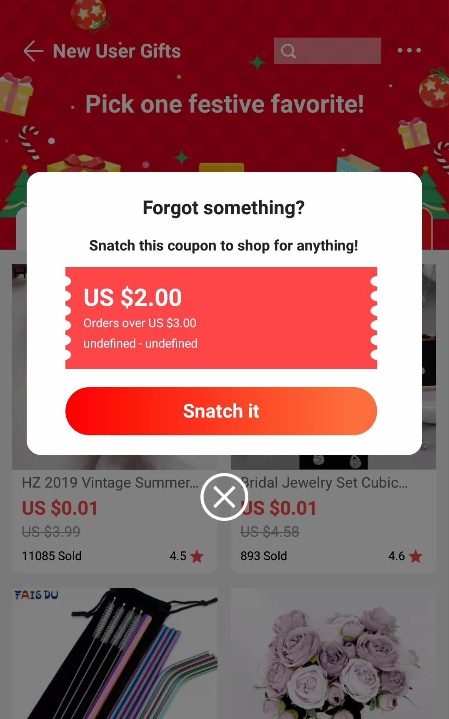 New User Gifts
Pick one festive favorite!
Forgot something?
Snatch this coupon to shop for anything!
US $2.00
Orders over US $3.00
undefined - undefined
Snatch it
HZ 2019 Vintage Summer...
US $0.01
US $3.99
11085 Sold
4.5
Bridal Jewelry Set Cubic...
US $0.01
US $4.58
893 Sold
4.6
FAIS DU